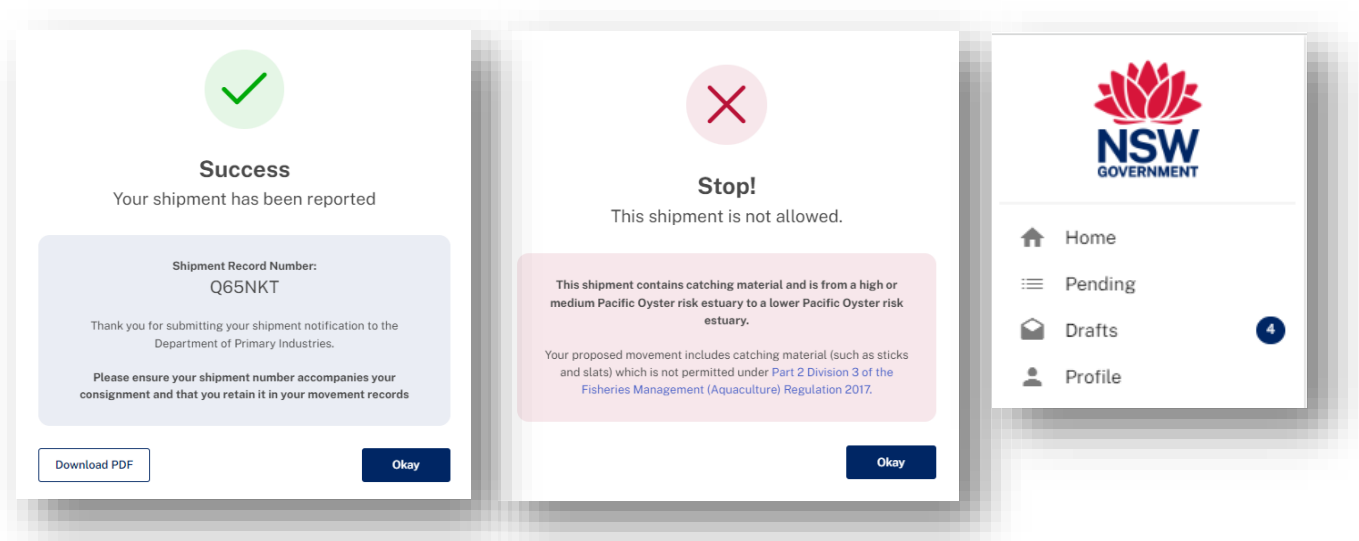 Success
Your shipment has been reported
Shipment Record Number:
Q65NKT
Thank you for submitting your shipment notification to the
Department of Primary Industries.
Please ensure your shipment number accompanies your
consignment and that you retain it in your movement records
Download PDF
Okay
Stop!
This shipment is not allowed.
This shipment contains catching material and is from a high or
medium Pacific Oyster risk estuary to a lower Pacific Oyster risk
estuary.
Your proposed movement includes catching material (such as sticks
and slats) which is not permitted under Part 2 Division 3 of the
Fisheries Management (Aquaculture) Regulation 2017.
Okay
NSW
GOVERNMENT
Home
Pending
Drafts 4
Profile